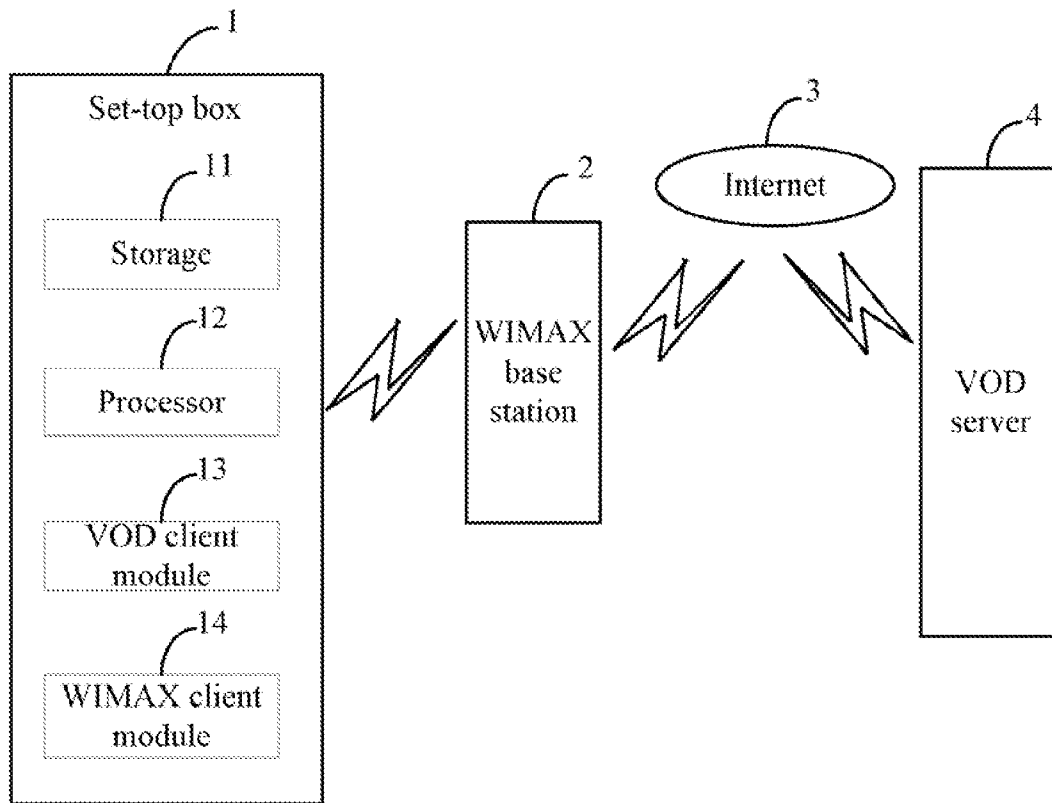 1
Set-top box
11
Storage
12
Processor
13
VOD client
module
14
WIMAX client
module
2
WIMAX
base
station
3
Internet
4
VOD
server